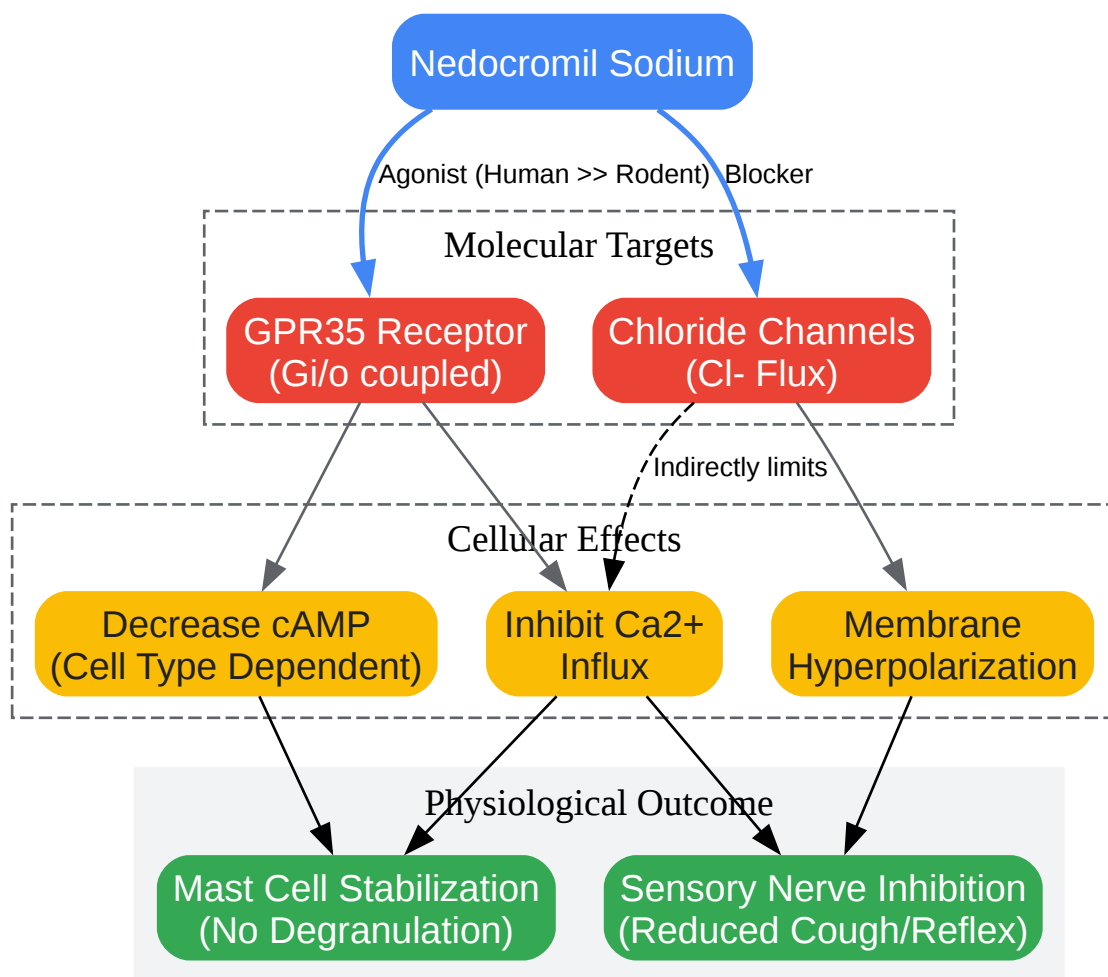 Nedocromil Sodium
Agonist (Human >> Rodent)
Blocker
Molecular Targets
GPR35 Receptor
(Gi/o coupled)
Chloride Channels
(Cl- Flux)
Indirectly limits
Cellular Effects
Decrease cAMP
(Cell Type Dependent)
Inhibit Ca2+
Influx
Membrane
Hyperpolarization
Physiological Outcome
Mast Cell Stabilization
(No Degranulation)
Sensory Nerve Inhibition
(Reduced Cough/Reflex)